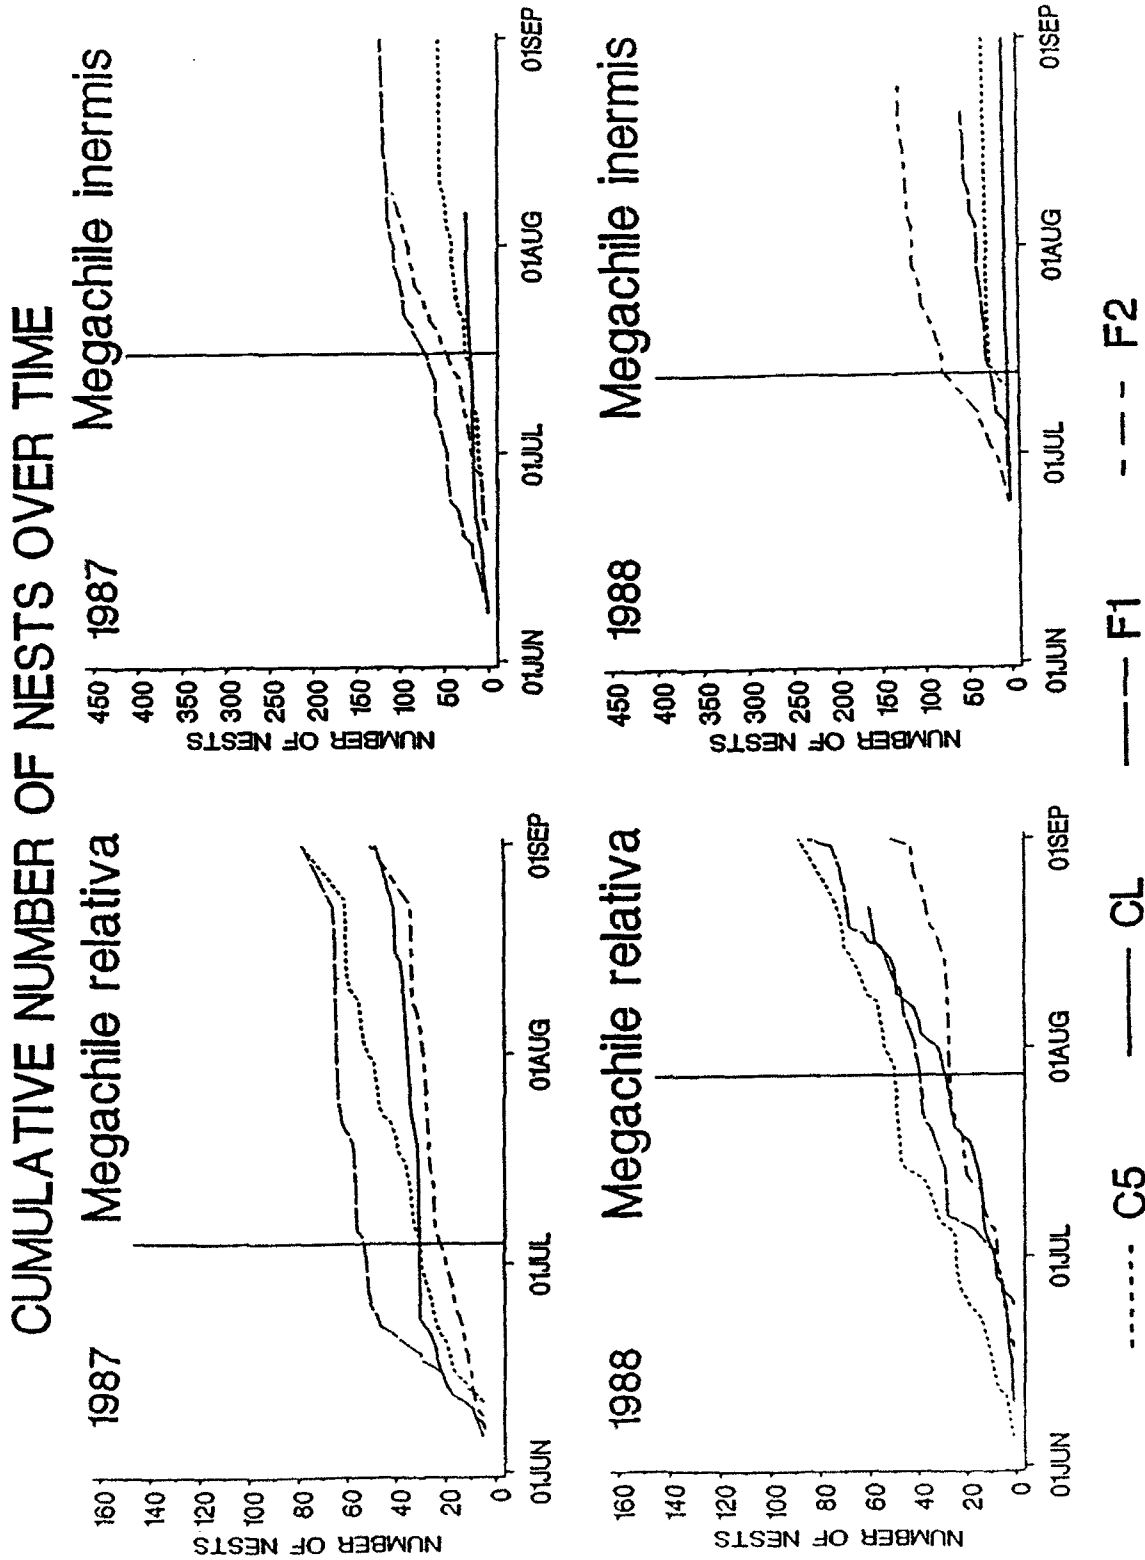 CUMULATIVE NUMBER OF NESTS OVER TIME
1987 Megachile relativa
NUMBER OF NESTS
160
140
120
100
80
60
40
20
0
01JUN 01JUL 01AUG 01SEP
1987 Megachile inermis
NUMBER OF NESTS
450
400
350
300
250
200
150
100
50
0
01JUN 01JUL 01AUG 01SEP
1988 Megachile relativa
NUMBER OF NESTS
160
140
120
100
80
60
40
20
0
01JUN 01JUL 01AUG 01SEP
1988 Megachile inermis
NUMBER OF NESTS
450
400
350
300
250
200
150
100
50
0
01JUN 01JUL 01AUG 01SEP
C5 CL F1 F2